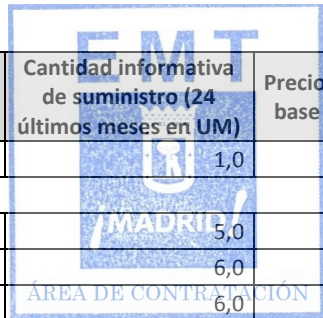 EMT
Cantidad informativa
de suministro (24
últimos meses en UM)
Precio
base
1,0
¡MADRID!
5,0
6,0
ÁREA DE CONTRATACIÓN
6,0